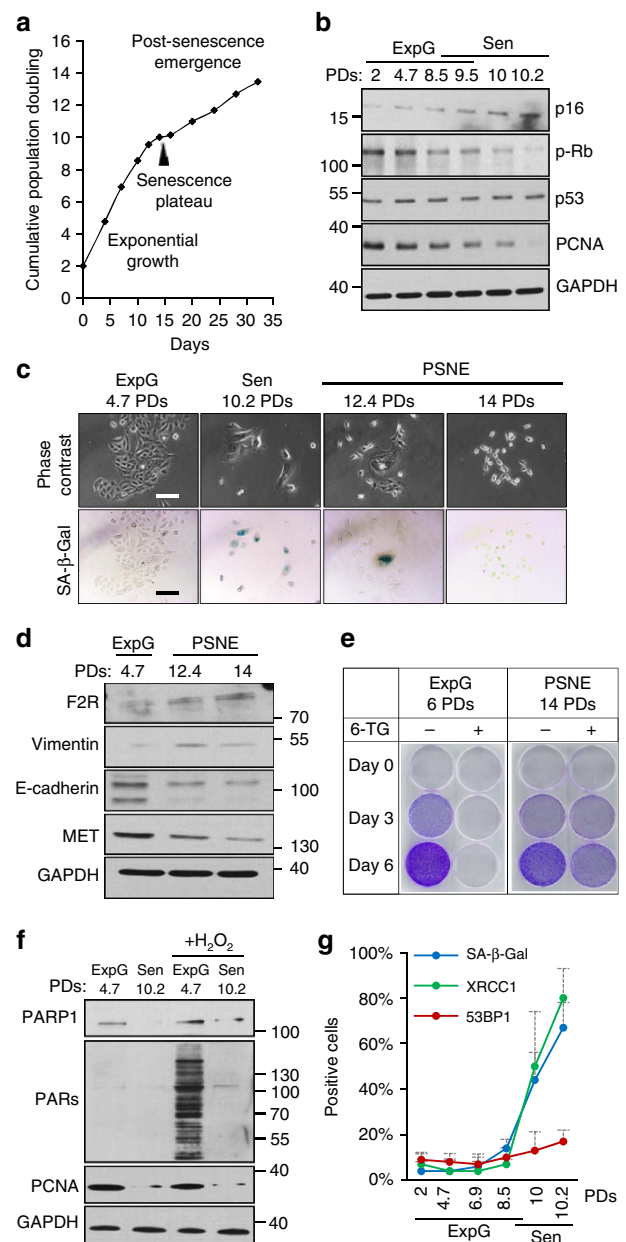 a
Cumulative population doubling
16
14
12
10
8
6
4
2
0
0 5 10 15 20 25 30 35
Days
Post-senescence
emergence
Senescence
plateau
Exponential
growth
b
ExpG Sen
PDs: 2 4.7 8.5 9.5 10 10.2
15 p16
100 p-Rb
55 p53
40 PCNA
40 GAPDH
c
ExpG Sen PSNE
4.7 PDs 10.2 PDs 12.4 PDs 14 PDs
Phase
contrast
SA-β-Gal
d
ExpG PSNE
PDs: 4.7 12.4 14
F2R 70
Vimentin 55
E-cadherin 100
MET 130
GAPDH 40
e
ExpG PSNE
6 PDs 14 PDs
6-TG – + – +
Day 0
Day 3
Day 6
f
+H₂O₂
ExpG Sen ExpG Sen
PDs: 4.7 10.2 4.7 10.2
PARP1 100
PARs
130
100
70
55
PCNA 40
GAPDH 40
g
Positive cells
100%
80%
60%
40%
20%
0%
SA-β-Gal
XRCC1
53BP1
2 4.7 6.9 8.5 10 10.2 PDs
ExpG Sen